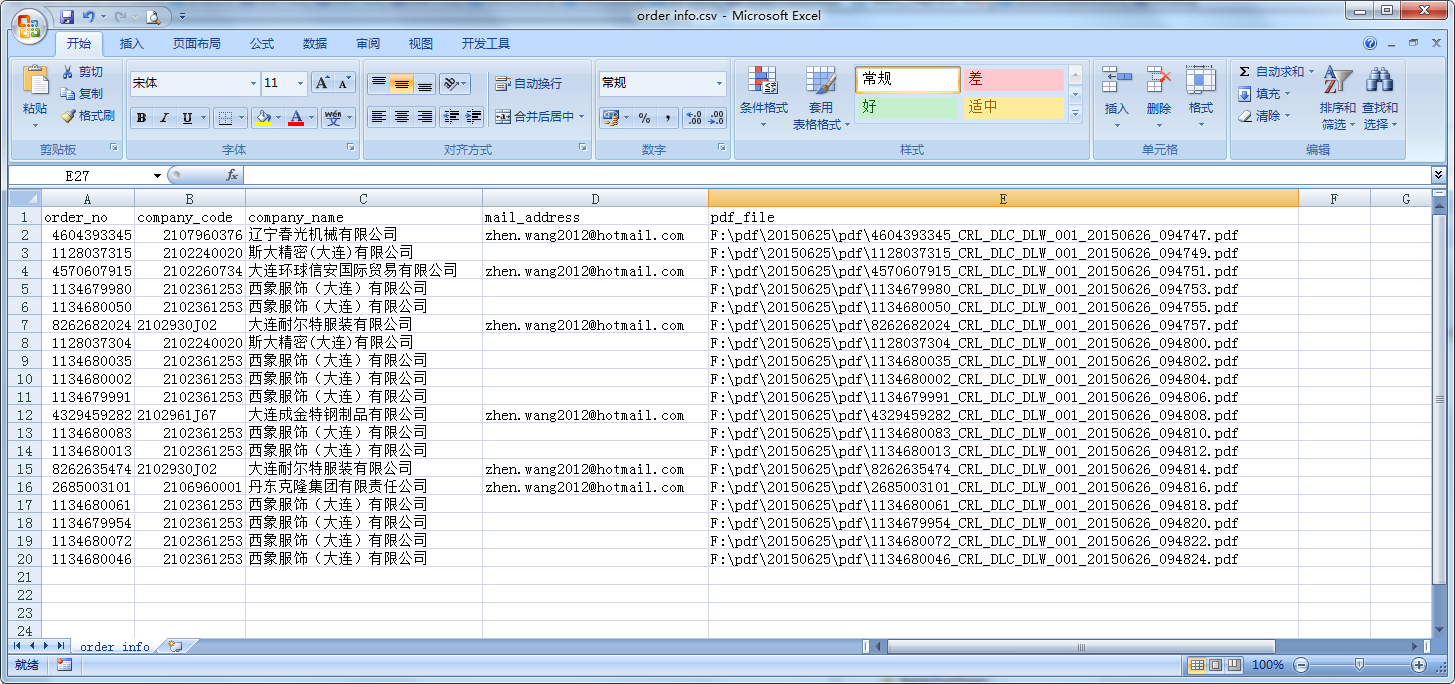 order info.csv - Microsoft Excel
开始 插入 页面布局 公式 数据 审阅 视图 开发工具
粘贴 剪切 复制 格式刷 剪贴板
宋体 11 B I U wén 变 A 字体
自动换行 合并后居中 对齐方式
常规 % , .0 .00 .00 .0 数字
条件格式 套用 表格格式 常规 差 好 适中 样式
插入 删除 格式 单元格
Σ 自动求和 填充 清除 排序和 筛选 查找和 选择 编辑
E27 fx
A B C D E F G
1 order_no company_code company_name mail_address pdf_file
2 4604393345 2107960376 辽宁春光机械有限公司 zhen.wang2012@hotmail.com F:\pdf\20150625\pdf\4604393345_CRL_DLC_DLW_001_20150626_094747.pdf
3 1128037315 2102240020 斯大精密(大连)有限公司 F:\pdf\20150625\pdf\1128037315_CRL_DLC_DLW_001_20150626_094749.pdf
4 4570607915 2102260734 大连环球信安国际贸易有限公司 zhen.wang2012@hotmail.com F:\pdf\20150625\pdf\4570607915_CRL_DLC_DLW_001_20150626_094751.pdf
5 1134679980 2102361253 西象服饰（大连）有限公司 F:\pdf\20150625\pdf\1134679980_CRL_DLC_DLW_001_20150626_094753.pdf
6 1134680050 2102361253 西象服饰（大连）有限公司 F:\pdf\20150625\pdf\1134680050_CRL_DLC_DLW_001_20150626_094755.pdf
7 8262682024 2102930J02 大连耐尔特服装有限公司 zhen.wang2012@hotmail.com F:\pdf\20150625\pdf\8262682024_CRL_DLC_DLW_001_20150626_094757.pdf
8 1128037304 2102240020 斯大精密(大连)有限公司 F:\pdf\20150625\pdf\1128037304_CRL_DLC_DLW_001_20150626_094800.pdf
9 1134680035 2102361253 西象服饰（大连）有限公司 F:\pdf\20150625\pdf\1134680035_CRL_DLC_DLW_001_20150626_094802.pdf
10 1134680002 2102361253 西象服饰（大连）有限公司 F:\pdf\20150625\pdf\1134680002_CRL_DLC_DLW_001_20150626_094804.pdf
11 1134679991 2102361253 西象服饰（大连）有限公司 F:\pdf\20150625\pdf\1134679991_CRL_DLC_DLW_001_20150626_094806.pdf
12 4329459282 2102961J67 大连成金特钢制品有限公司 zhen.wang2012@hotmail.com F:\pdf\20150625\pdf\4329459282_CRL_DLC_DLW_001_20150626_094808.pdf
13 1134680083 2102361253 西象服饰（大连）有限公司 F:\pdf\20150625\pdf\1134680083_CRL_DLC_DLW_001_20150626_094810.pdf
14 1134680013 2102361253 西象服饰（大连）有限公司 F:\pdf\20150625\pdf\1134680013_CRL_DLC_DLW_001_20150626_094812.pdf
15 8262635474 2102930J02 大连耐尔特服装有限公司 zhen.wang2012@hotmail.com F:\pdf\20150625\pdf\8262635474_CRL_DLC_DLW_001_20150626_094814.pdf
16 2685003101 2106960001 丹东克隆集团有限责任公司 zhen.wang2012@hotmail.com F:\pdf\20150625\pdf\2685003101_CRL_DLC_DLW_001_20150626_094816.pdf
17 1134680061 2102361253 西象服饰（大连）有限公司 F:\pdf\20150625\pdf\1134680061_CRL_DLC_DLW_001_20150626_094818.pdf
18 1134679954 2102361253 西象服饰（大连）有限公司 F:\pdf\20150625\pdf\1134679954_CRL_DLC_DLW_001_20150626_094820.pdf
19 1134680072 2102361253 西象服饰（大连）有限公司 F:\pdf\20150625\pdf\1134680072_CRL_DLC_DLW_001_20150626_094822.pdf
20 1134680046 2102361253 西象服饰（大连）有限公司 F:\pdf\20150625\pdf\1134680046_CRL_DLC_DLW_001_20150626_094824.pdf
21
22
23
24
order info
就绪 100%